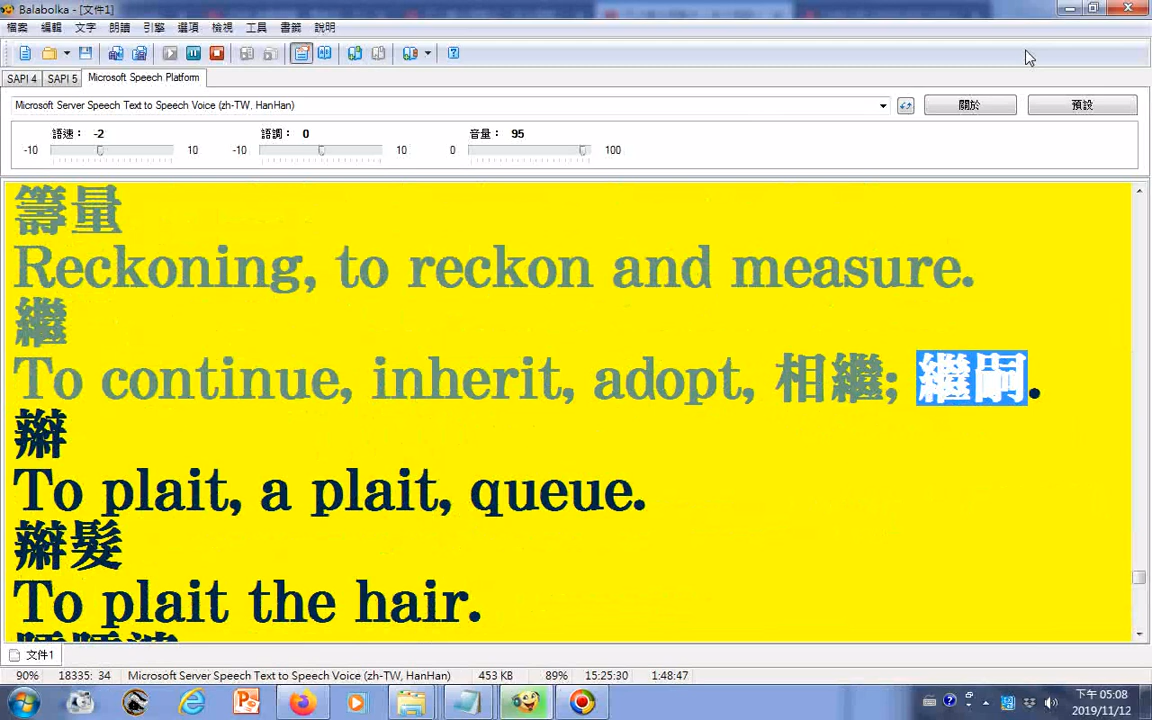 Balabolka - [文件1]
檔案 編輯 文字 朗讀 引擎 選項 檢視 工具 書籤 說明
SAPI 4 SAPI 5 Microsoft Speech Platform
Microsoft Server Speech Text to Speech Voice (zh-TW, HanHan) 關於 預設
語速： -2 語調： 0 音量： 95
-10 10 -10 10 0 100
籌量
Reckoning, to reckon and measure.
繼
To continue, inherit, adopt, 相繼; 繼嗣.
辮
To plait, a plait, queue.
辮髮
To plait the hair.
文件1
90% 18335: 34 Microsoft Server Speech Text to Speech Voice (zh-TW, HanHan) 453 KB 89% 15:25:30 1:48:47
下午 05:08
2019/11/12